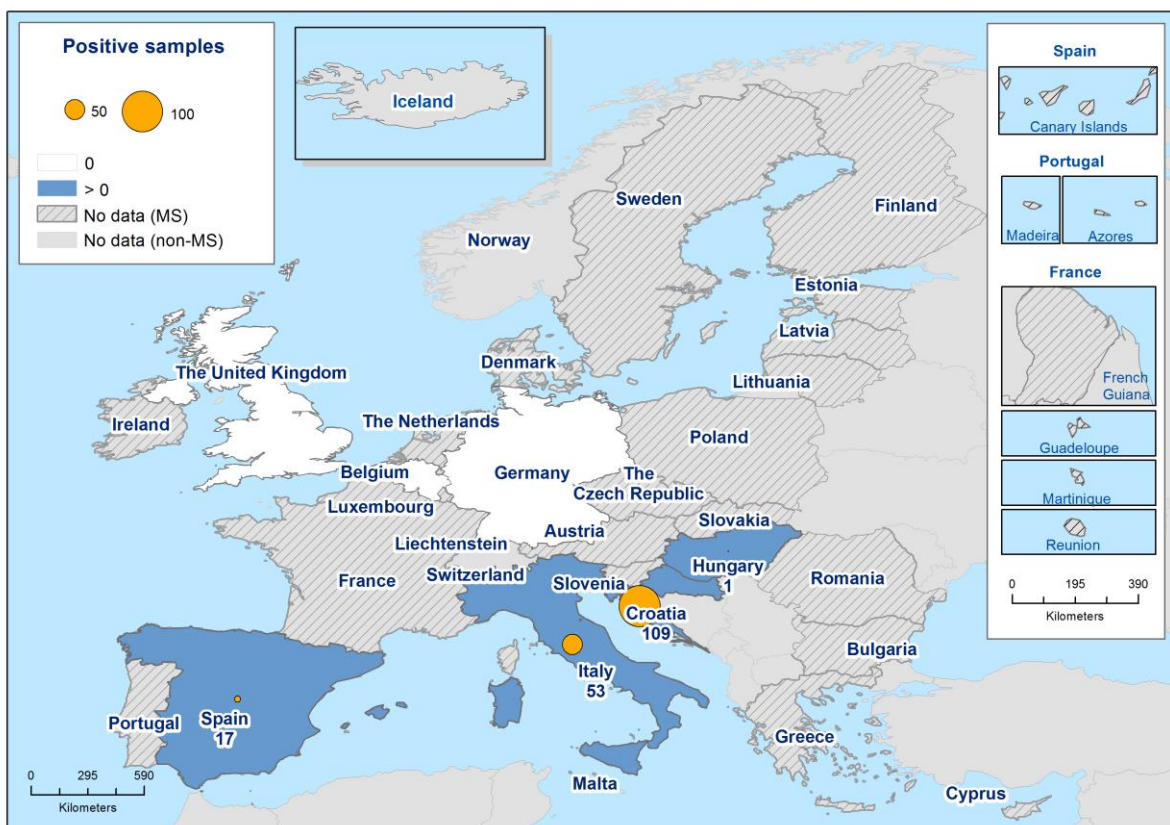 Positive samples
50
100
0
> 0
No data (MS)
No data (non-MS)
Iceland
Sweden
Finland
Norway
Estonia
Latvia
Denmark
Lithuania
The United Kingdom
Ireland
The Netherlands
Poland
Belgium
Germany
The
Czech Republic
Luxembourg
Slovakia
Austria
Liechtenstein
France
Switzerland
Slovenia
Hungary
1
Romania
Croatia
109
Bulgaria
Italy
53
Portugal
Spain
17
Greece
Malta
Cyprus
0 295 590
Kilometers
Spain
Canary Islands
Portugal
Madeira
Azores
France
French
Guiana
Guadeloupe
Martinique
Reunion
0 195 390
Kilometers